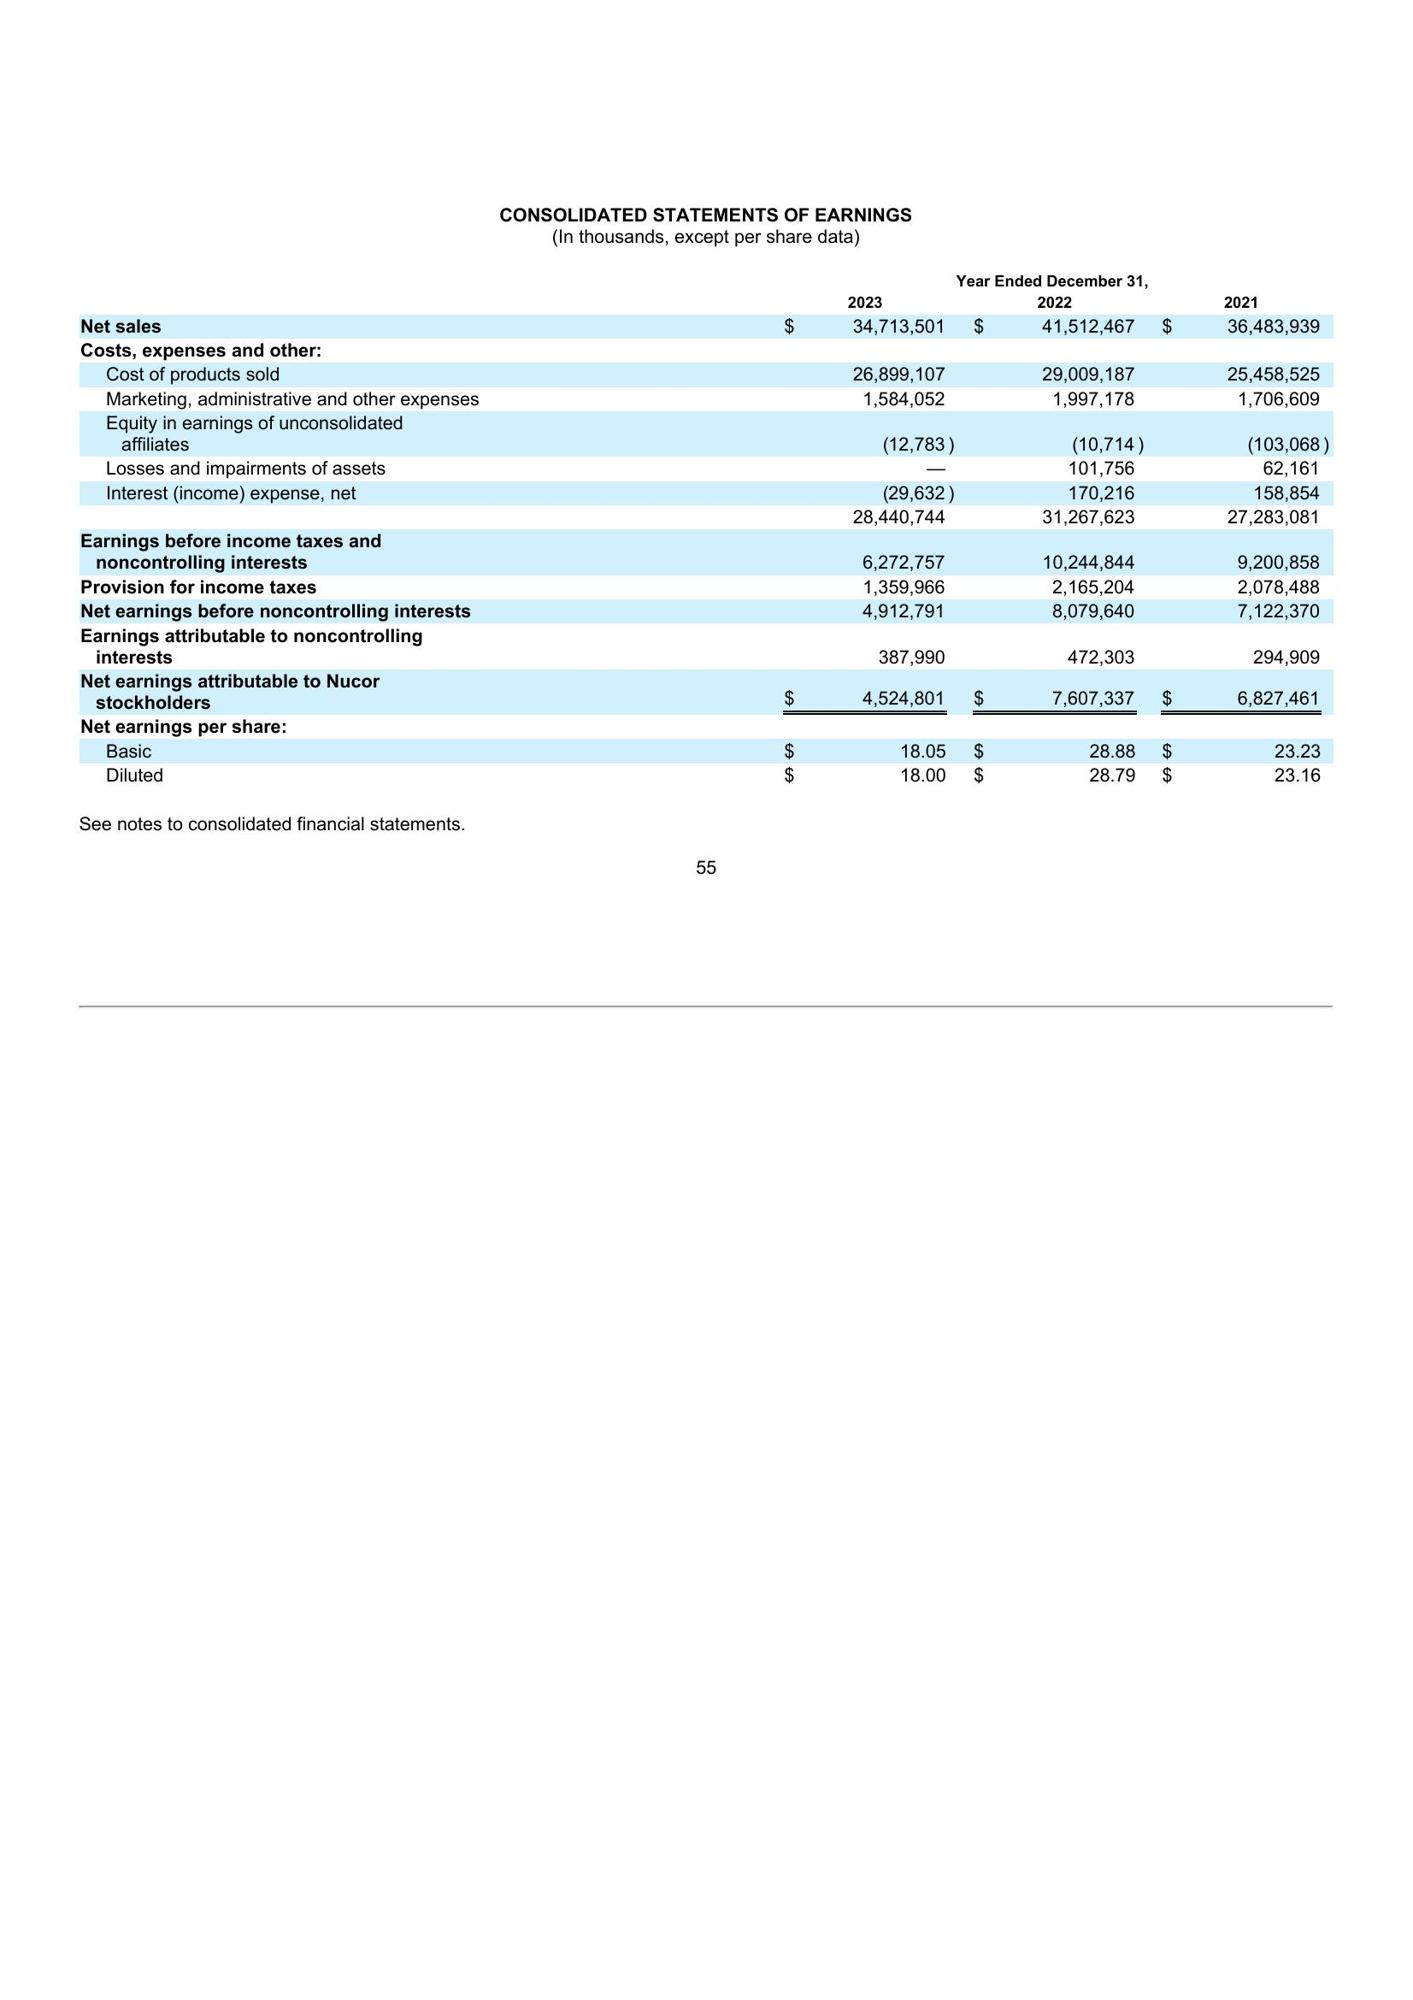 CONSOLIDATED STATEMENTS OF EARNINGS
(In thousands, except per share data)
Year Ended December 31,
2023 2022 2021
Net sales $ 34,713,501 $ 41,512,467 $ 36,483,939
Costs, expenses and other:
Cost of products sold 26,899,107 29,009,187 25,458,525
Marketing, administrative and other expenses 1,584,052 1,997,178 1,706,609
Equity in earnings of unconsolidated
affiliates (12,783 ) (10,714 ) (103,068 )
Losses and impairments of assets — 101,756 62,161
Interest (income) expense, net (29,632 ) 170,216 158,854
28,440,744 31,267,623 27,283,081
Earnings before income taxes and
noncontrolling interests 6,272,757 10,244,844 9,200,858
Provision for income taxes 1,359,966 2,165,204 2,078,488
Net earnings before noncontrolling interests 4,912,791 8,079,640 7,122,370
Earnings attributable to noncontrolling
interests 387,990 472,303 294,909
Net earnings attributable to Nucor
stockholders $ 4,524,801 $ 7,607,337 $ 6,827,461
Net earnings per share:
Basic $ 18.05 $ 28.88 $ 23.23
Diluted $ 18.00 $ 28.79 $ 23.16
See notes to consolidated financial statements.
55